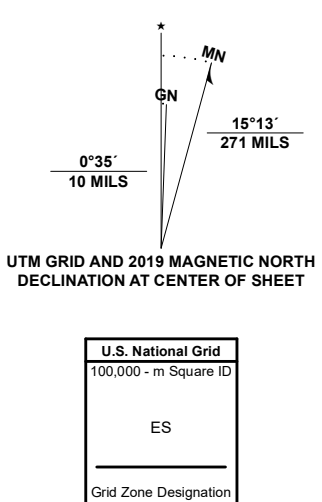 ★
MN
GN
15°13´
271 MILS
0°35´
10 MILS
UTM GRID AND 2019 MAGNETIC NORTH
DECLINATION AT CENTER OF SHEET
U.S. National Grid
100,000 - m Square ID
ES
Grid Zone Designation